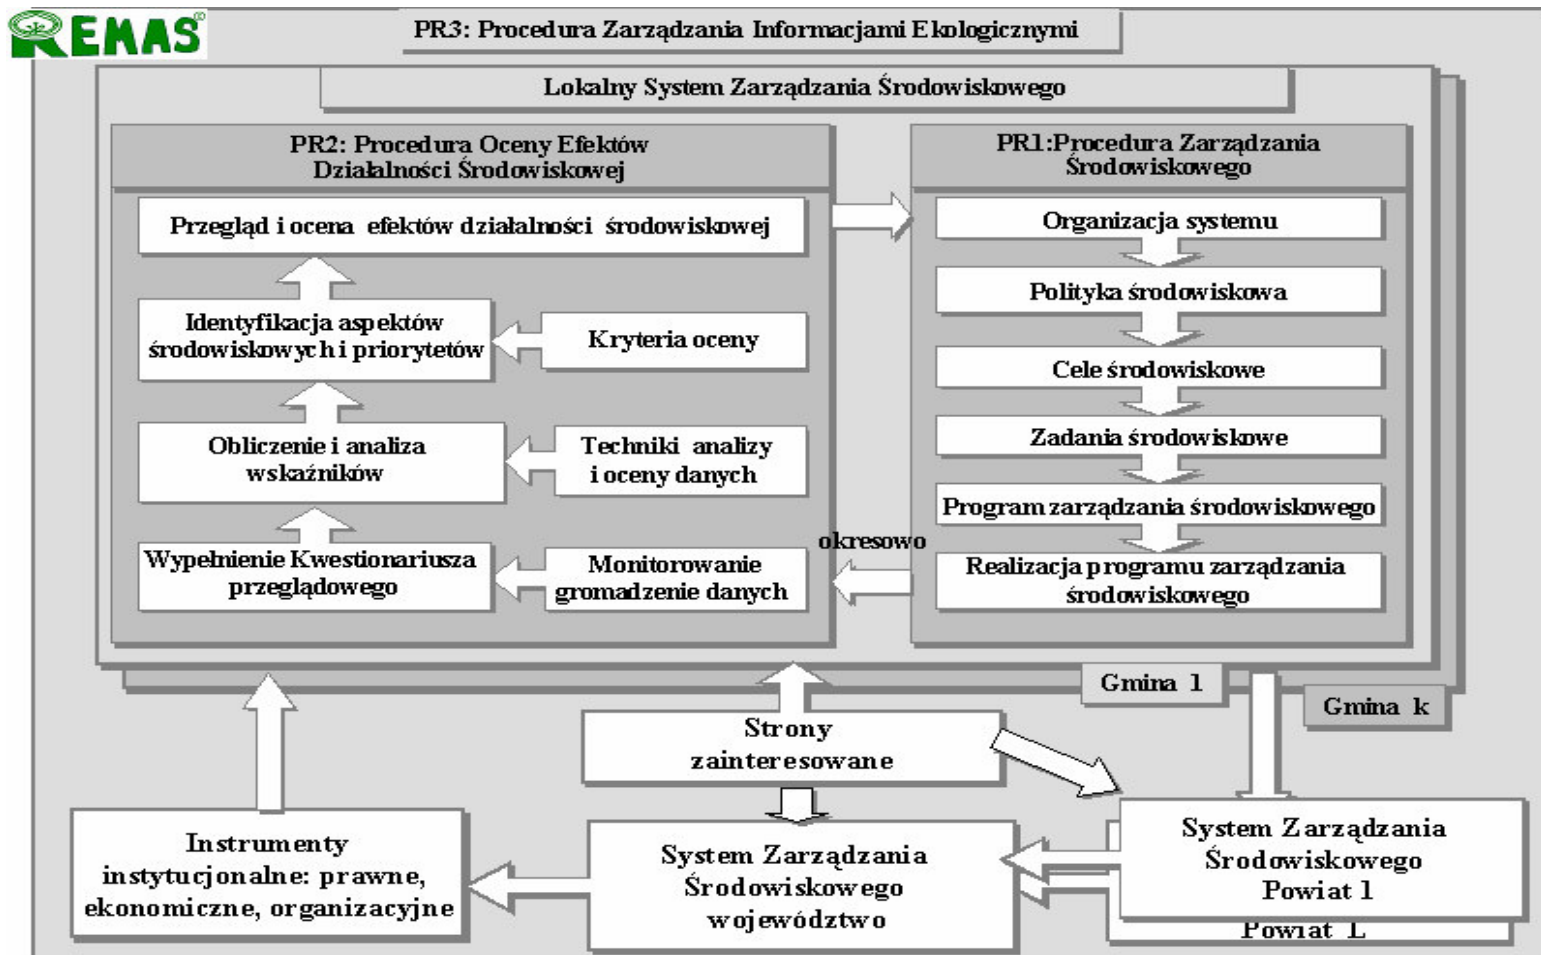 REMAS®
PR3: Procedura Zarządzania Informacjami Ekologicznymi
Lokalny System Zarządzania Środowiskowego
PR2: Procedura Oceny Efektów
Działalności Środowiskowej
Przegląd i ocena efektów działalności środowiskowej
Identyfikacja aspektów
środowiskowych i priorytetów
Kryteria oceny
Obliczenie i analiza
wskaźników
Techniki analizy
i oceny danych
Wypełnienie Kwestionariusza
przeglądowego
Monitorowanie
gromadzenie danych
okresowo
PR1:Procedura Zarządzania
Środowiskowego
Organizacja systemu
Polityka środowiskowa
Cele środowiskowe
Zadania środowiskowe
Program zarządzania środowiskowego
Realizacja programu zarządzania
środowiskowego
Gmina 1
Gmina k
Strony
zainteresowane
Instrumenty
instytucjonalne: prawne,
ekonomiczne, organizacyjne
System Zarządzania
Środowiskowego
województwo
System Zarządzania
Środowiskowego
Powiat 1
Powiat L